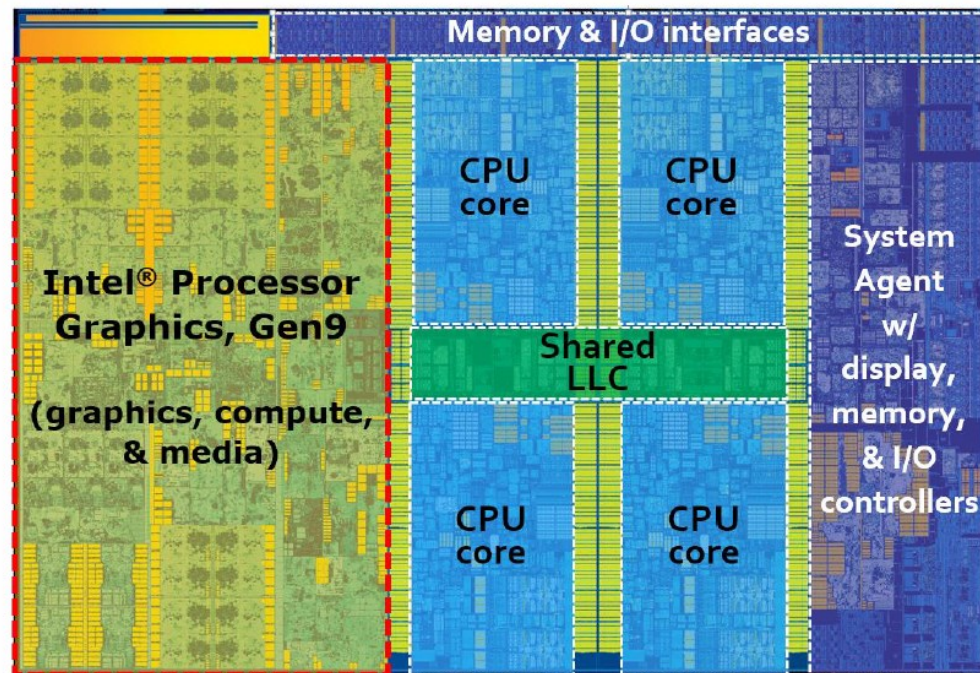 Memory & I/O interfaces
CPU
core
CPU
core
System
Agent
w/
display,
memory,
& I/O
controllers
Intel® Processor
Graphics, Gen9
(graphics, compute,
& media)
Shared
LLC
CPU
core
CPU
core